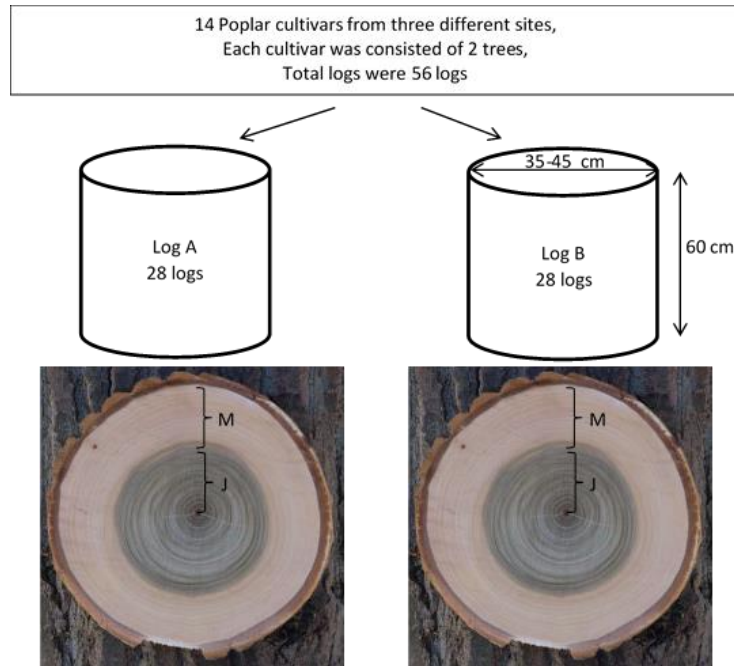 14 Poplar cultivars from three different sites,
Each cultivar was consisted of 2 trees,
Total logs were 56 logs
35-45 cm
Log A
28 logs
Log B
28 logs
60 cm
M
J
M
J